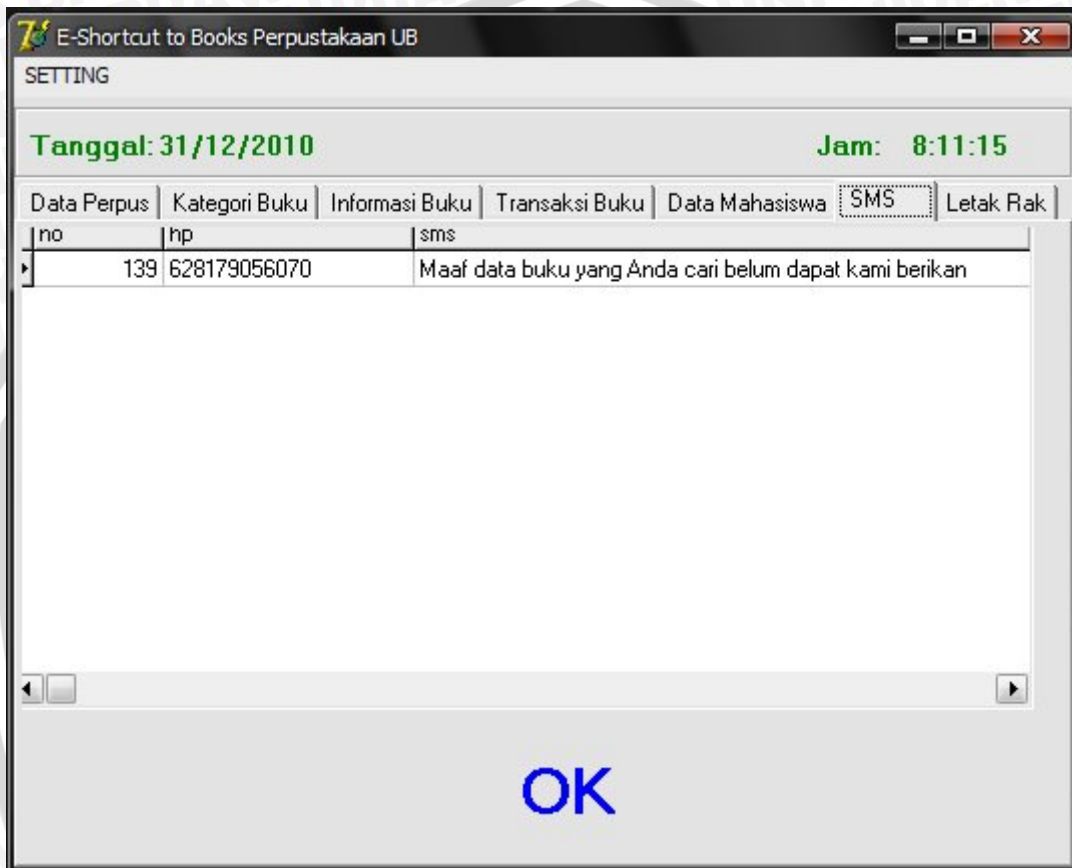 E-Shortcut to Books Perpustakaan UB
SETTING
Tanggal: 31/12/2010 Jam: 8:11:15
Data Perpus Kategori Buku Informasi Buku Transaksi Buku Data Mahasiswa SMS Letak Rak
no hp sms
139 628179056070 Maaf data buku yang Anda cari belum dapat kami berikan
OK